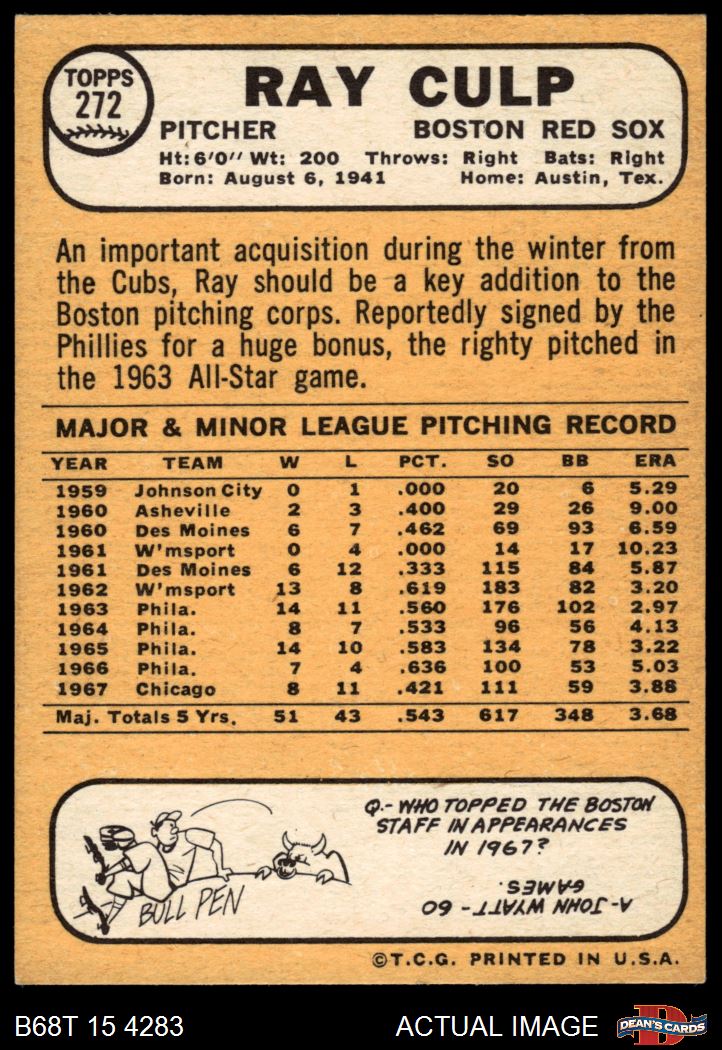 TOPPS
272
RAY CULP
PITCHER BOSTON RED SOX
Ht: 6'0" Wt: 200 Throws: Right Bats: Right
Born: August 6, 1941 Home: Austin, Tex.
An important acquisition during the winter from
the Cubs, Ray should be a key addition to the
Boston pitching corps. Reportedly signed by the
Phillies for a huge bonus, the righty pitched in
the 1963 All-Star game.
MAJOR & MINOR LEAGUE PITCHING RECORD
YEAR TEAM W L PCT. SO BB ERA
1959 Johnson City 0 1 .000 20 6 5.29
1960 Asheville 2 3 .400 29 26 9.00
1960 Des Moines 6 7 .462 69 93 6.59
1961 W'msport 0 4 .000 14 17 10.23
1961 Des Moines 6 12 .333 115 84 5.87
1962 W'msport 13 8 .619 183 82 3.20
1963 Phila. 14 11 .560 176 102 2.97
1964 Phila. 8 7 .533 96 56 4.13
1965 Phila. 14 10 .583 134 78 3.22
1966 Phila. 7 4 .636 100 53 5.03
1967 Chicago 8 11 .421 111 59 3.88
Maj. Totals 5 Yrs. 51 43 .543 617 348 3.68
Q.- WHO TOPPED THE BOSTON
STAFF IN APPEARANCES
IN 1967?
A- JOHN WYATT - 60
GAMES.
BULL PEN
©T.C.G. PRINTED IN U.S.A.
B68T 15 4283 ACTUAL IMAGE
D
DEAN'S CARDS